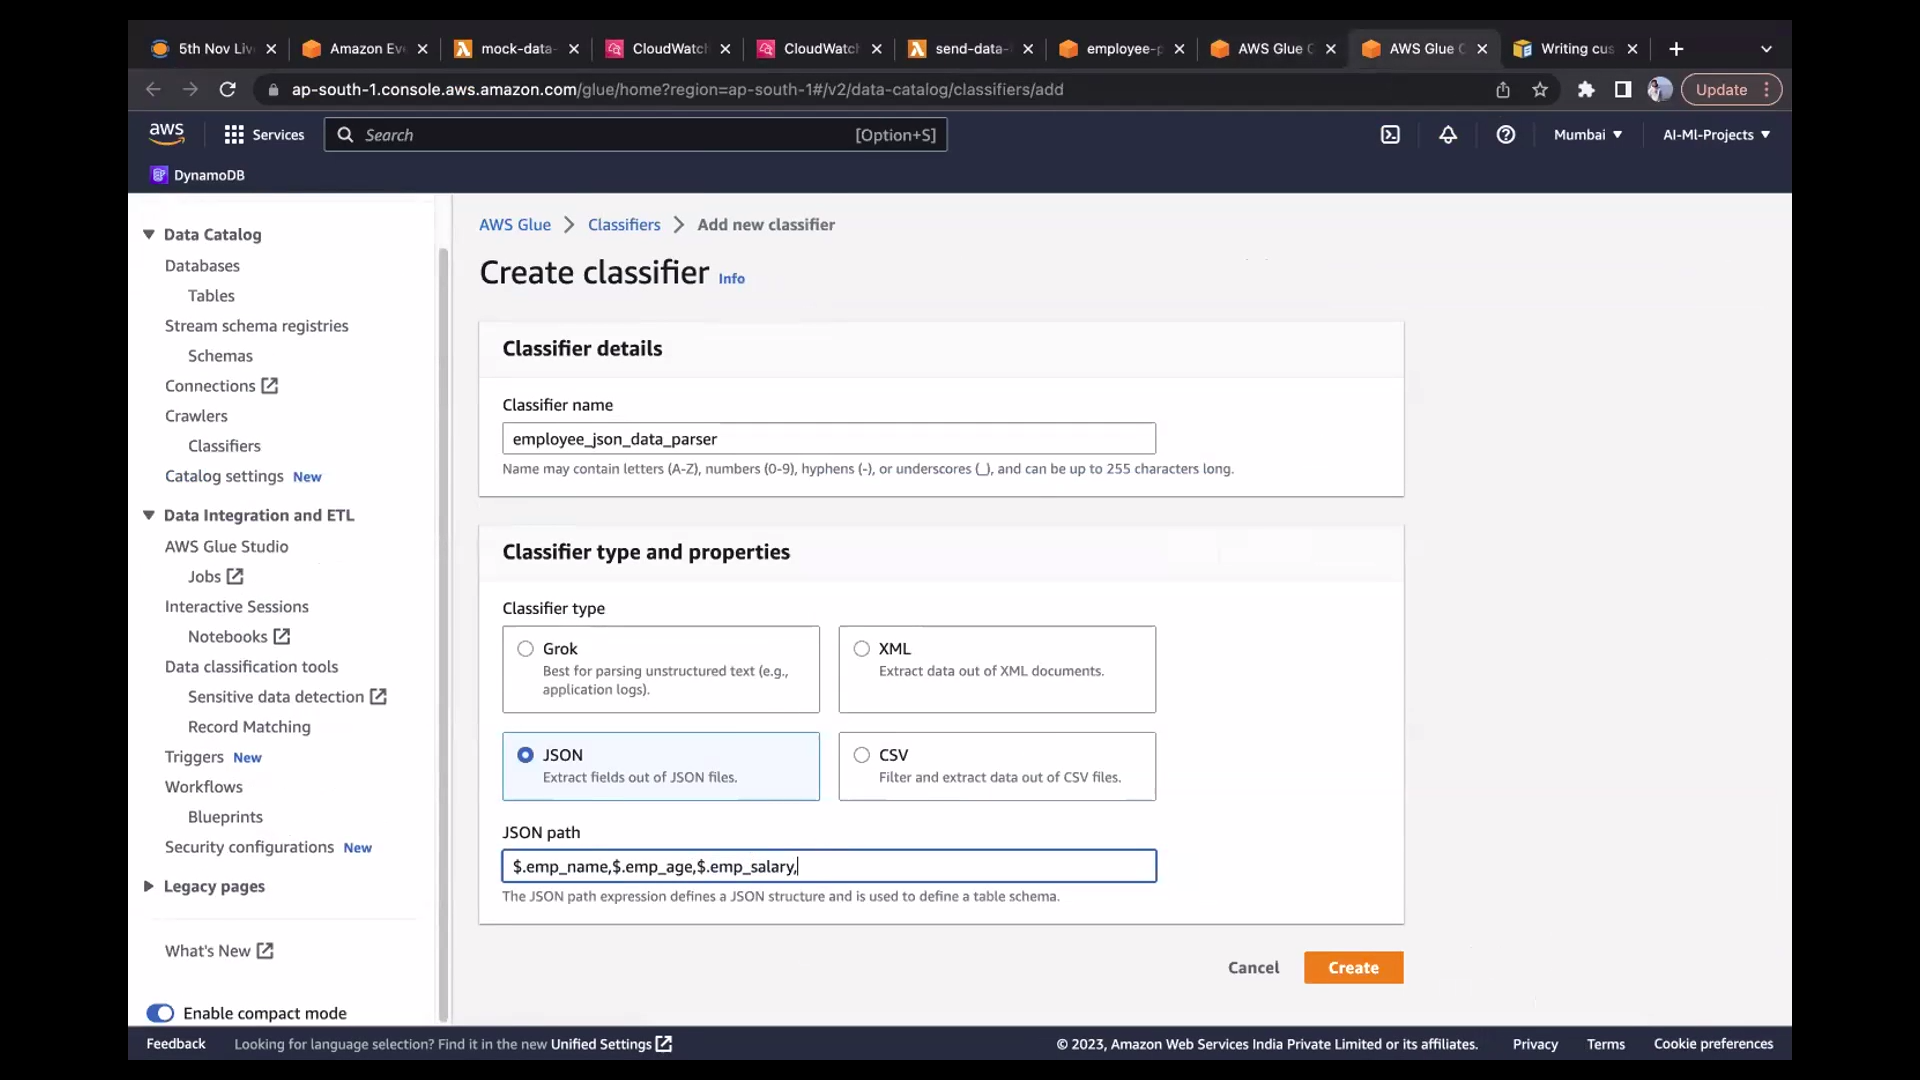 5th Nov Liv
Amazon Ev
mock-data-
CloudWatch
CloudWatch
send-data-
employee-p
AWS Glue C
AWS Glue C
Writing cus
ap-south-1.console.aws.amazon.com/glue/home?region=ap-south-1#/v2/data-catalog/classifiers/add
Update
aws
Services
Search
[Option+S]
Mumbai
AI-Ml-Projects
DynamoDB
Data Catalog
Databases
Tables
Stream schema registries
Schemas
Connections
Crawlers
Classifiers
Catalog settings New
Data Integration and ETL
AWS Glue Studio
Jobs
Interactive Sessions
Notebooks
Data classification tools
Sensitive data detection
Record Matching
Triggers New
Workflows
Blueprints
Security configurations New
Legacy pages
What's New
Enable compact mode
AWS Glue > Classifiers > Add new classifier
Create classifier Info
Classifier details
Classifier name
employee_json_data_parser
Name may contain letters (A-Z), numbers (0-9), hyphens (-), or underscores (_), and can be up to 255 characters long.
Classifier type and properties
Classifier type
Grok
Best for parsing unstructured text (e.g.,
application logs).
XML
Extract data out of XML documents.
JSON
Extract fields out of JSON files.
CSV
Filter and extract data out of CSV files.
JSON path
$.emp_name,$.emp_age,$.emp_salary,
The JSON path expression defines a JSON structure and is used to define a table schema.
Cancel
Create
Feedback
Looking for language selection? Find it in the new Unified Settings
© 2023, Amazon Web Services India Private Limited or its affiliates.
Privacy
Terms
Cookie preferences